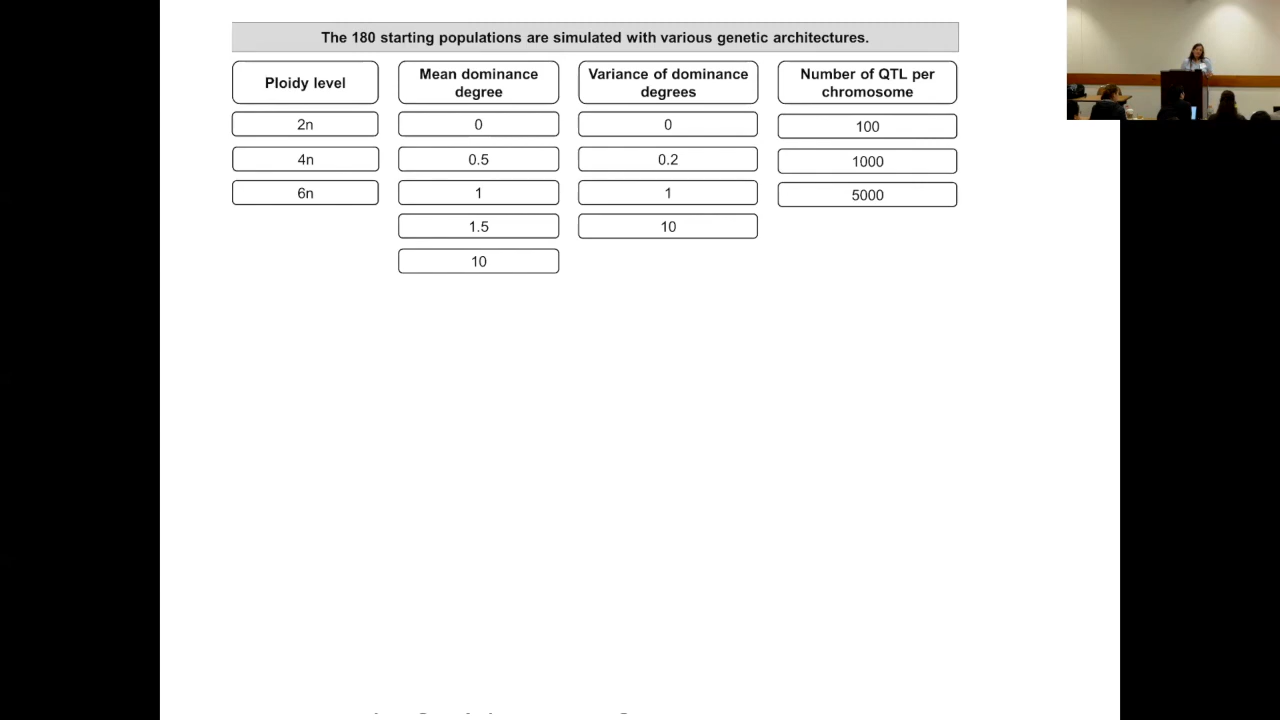 The 180 starting populations are simulated with various genetic architectures.
Ploidy level
2n
4n
6n
Mean dominance
degree
0
0.5
1
1.5
10
Variance of dominance
degrees
0
0.2
1
10
Number of QTL per
chromosome
100
1000
5000